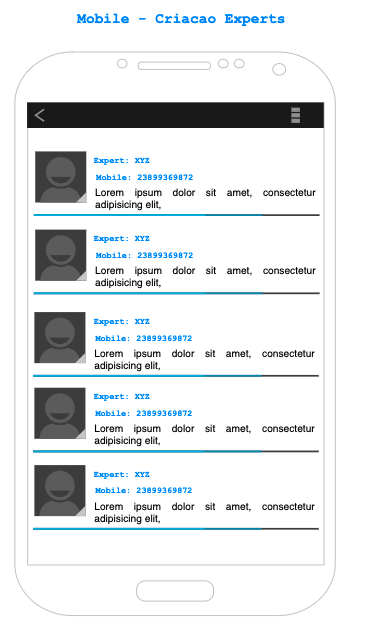 Mobile - Criacao Experts
Expert: XYZ
Mobile: 23899369872
Lorem ipsum dolor sit amet, consectetur
adipisicing elit,
Expert: XYZ
Mobile: 23899369872
Lorem ipsum dolor sit amet, consectetur
adipisicing elit,
Expert: XYZ
Mobile: 23899369872
Lorem ipsum dolor sit amet, consectetur
adipisicing elit,
Expert: XYZ
Mobile: 23899369872
Lorem ipsum dolor sit amet, consectetur
adipisicing elit,
Expert: XYZ
Mobile: 23899369872
Lorem ipsum dolor sit amet, consectetur
adipisicing elit,